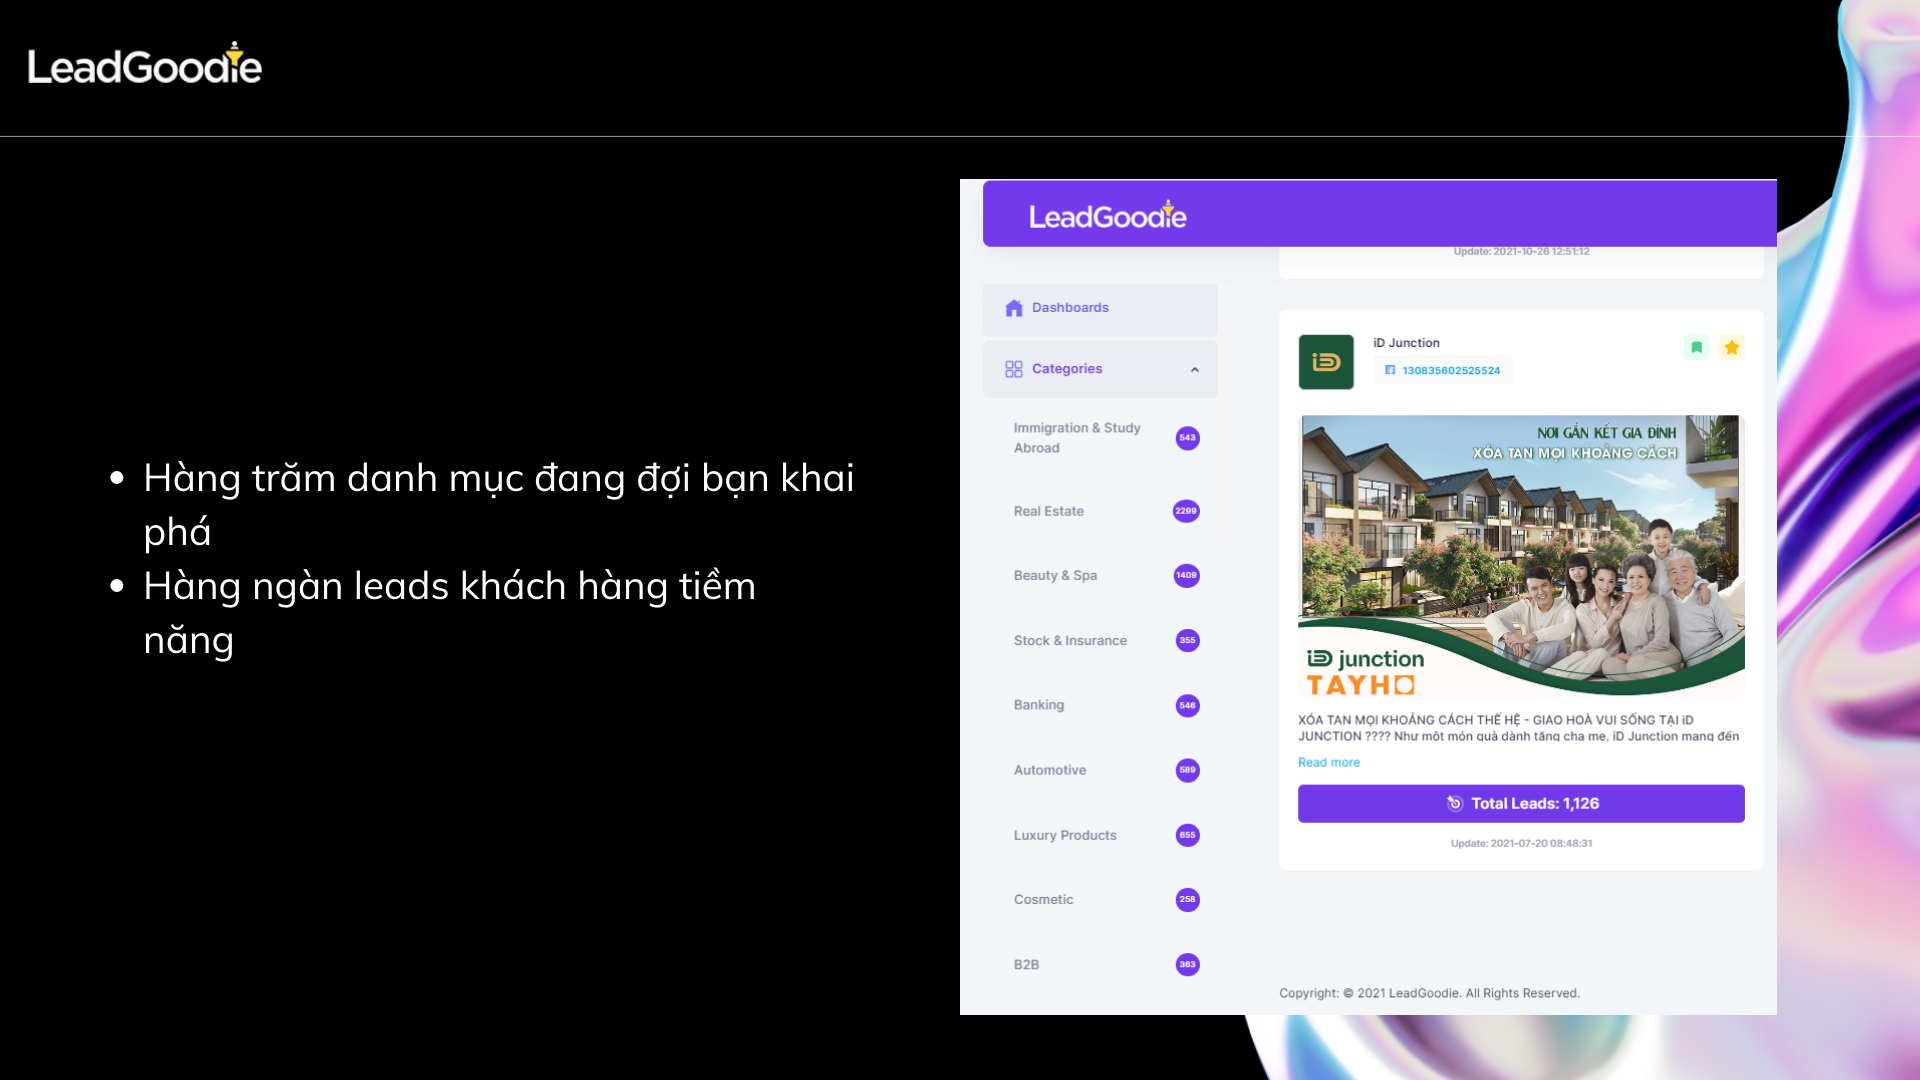 LeadGoodie
Hàng trăm danh mục đang đợi bạn khai
phá
Hàng ngàn leads khách hàng tiềm
năng
LeadGoodie
Update: 2021-10-26 12:51:12
Dashboards
Categories
Immigration & Study
Abroad
543
Real Estate
2299
Beauty & Spa
1409
Stock & Insurance
355
Banking
546
Automotive
589
Luxury Products
655
Cosmetic
258
B2B
363
iD Junction
130835602525524
NƠI GẮN KẾT GIA ĐÌNH
XÓA TAN MỌI KHOẢNG CÁCH
iD junction
TAYHO
XÓA TAN MỌI KHOẢNG CÁCH THẾ HỆ - GIAO HOÀ VUI SỐNG TẠI iD
JUNCTION ???? Như một món quà dành tặng cha mẹ, iD Junction mang đến
Read more
Total Leads: 1,126
Update: 2021-07-20 08:48:31
Copyright: © 2021 LeadGoodie. All Rights Reserved.